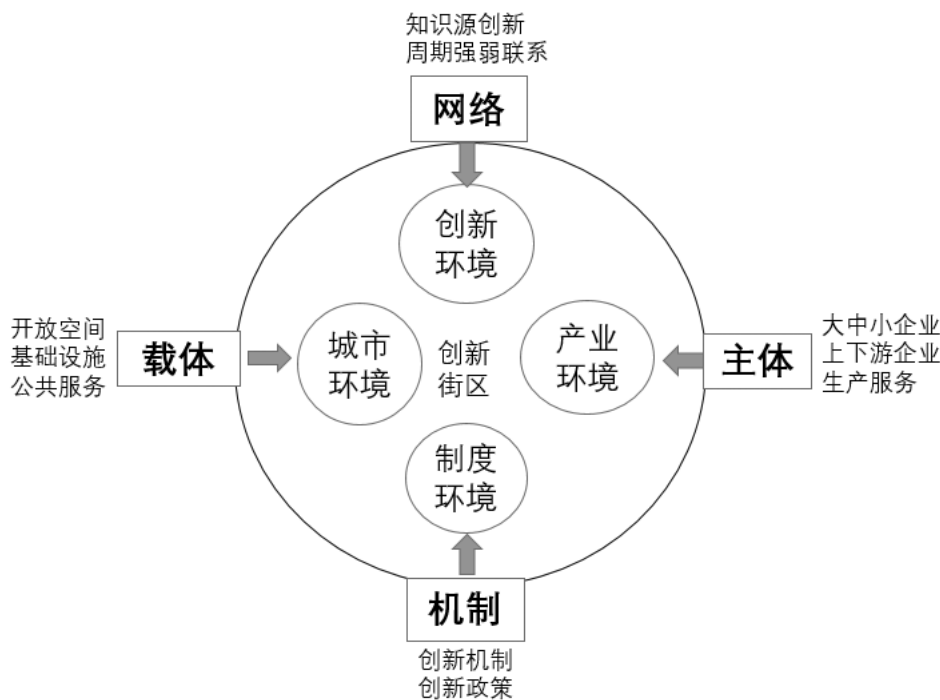 知识源创新
周期强弱联系
网络
创新
环境
开放空间
基础设施
公共服务
载体
城市
环境
创新
街区
产业
环境
主体
大中小企业
上下游企业
生产服务
制度
环境
机制
创新机制
创新政策